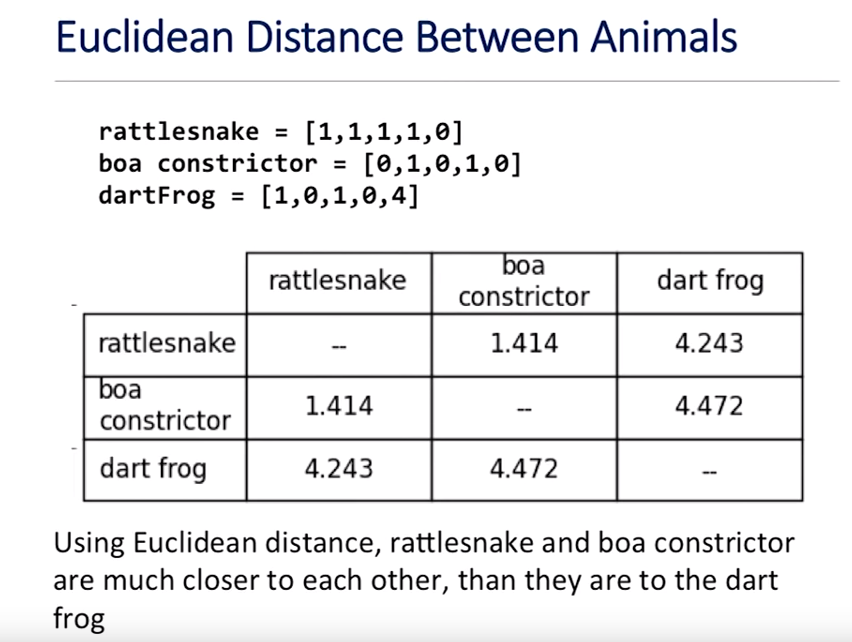 Euclidean Distance Between Animals
rattlesnake = [1,1,1,1,0]
boa constrictor = [0,1,0,1,0]
dartFrog = [1,0,1,0,4]
rattlesnake boa constrictor dart frog
rattlesnake -- 1.414 4.243
boa constrictor 1.414 -- 4.472
dart frog 4.243 4.472 --
Using Euclidean distance, rattlesnake and boa constrictor
are much closer to each other, than they are to the dart
frog